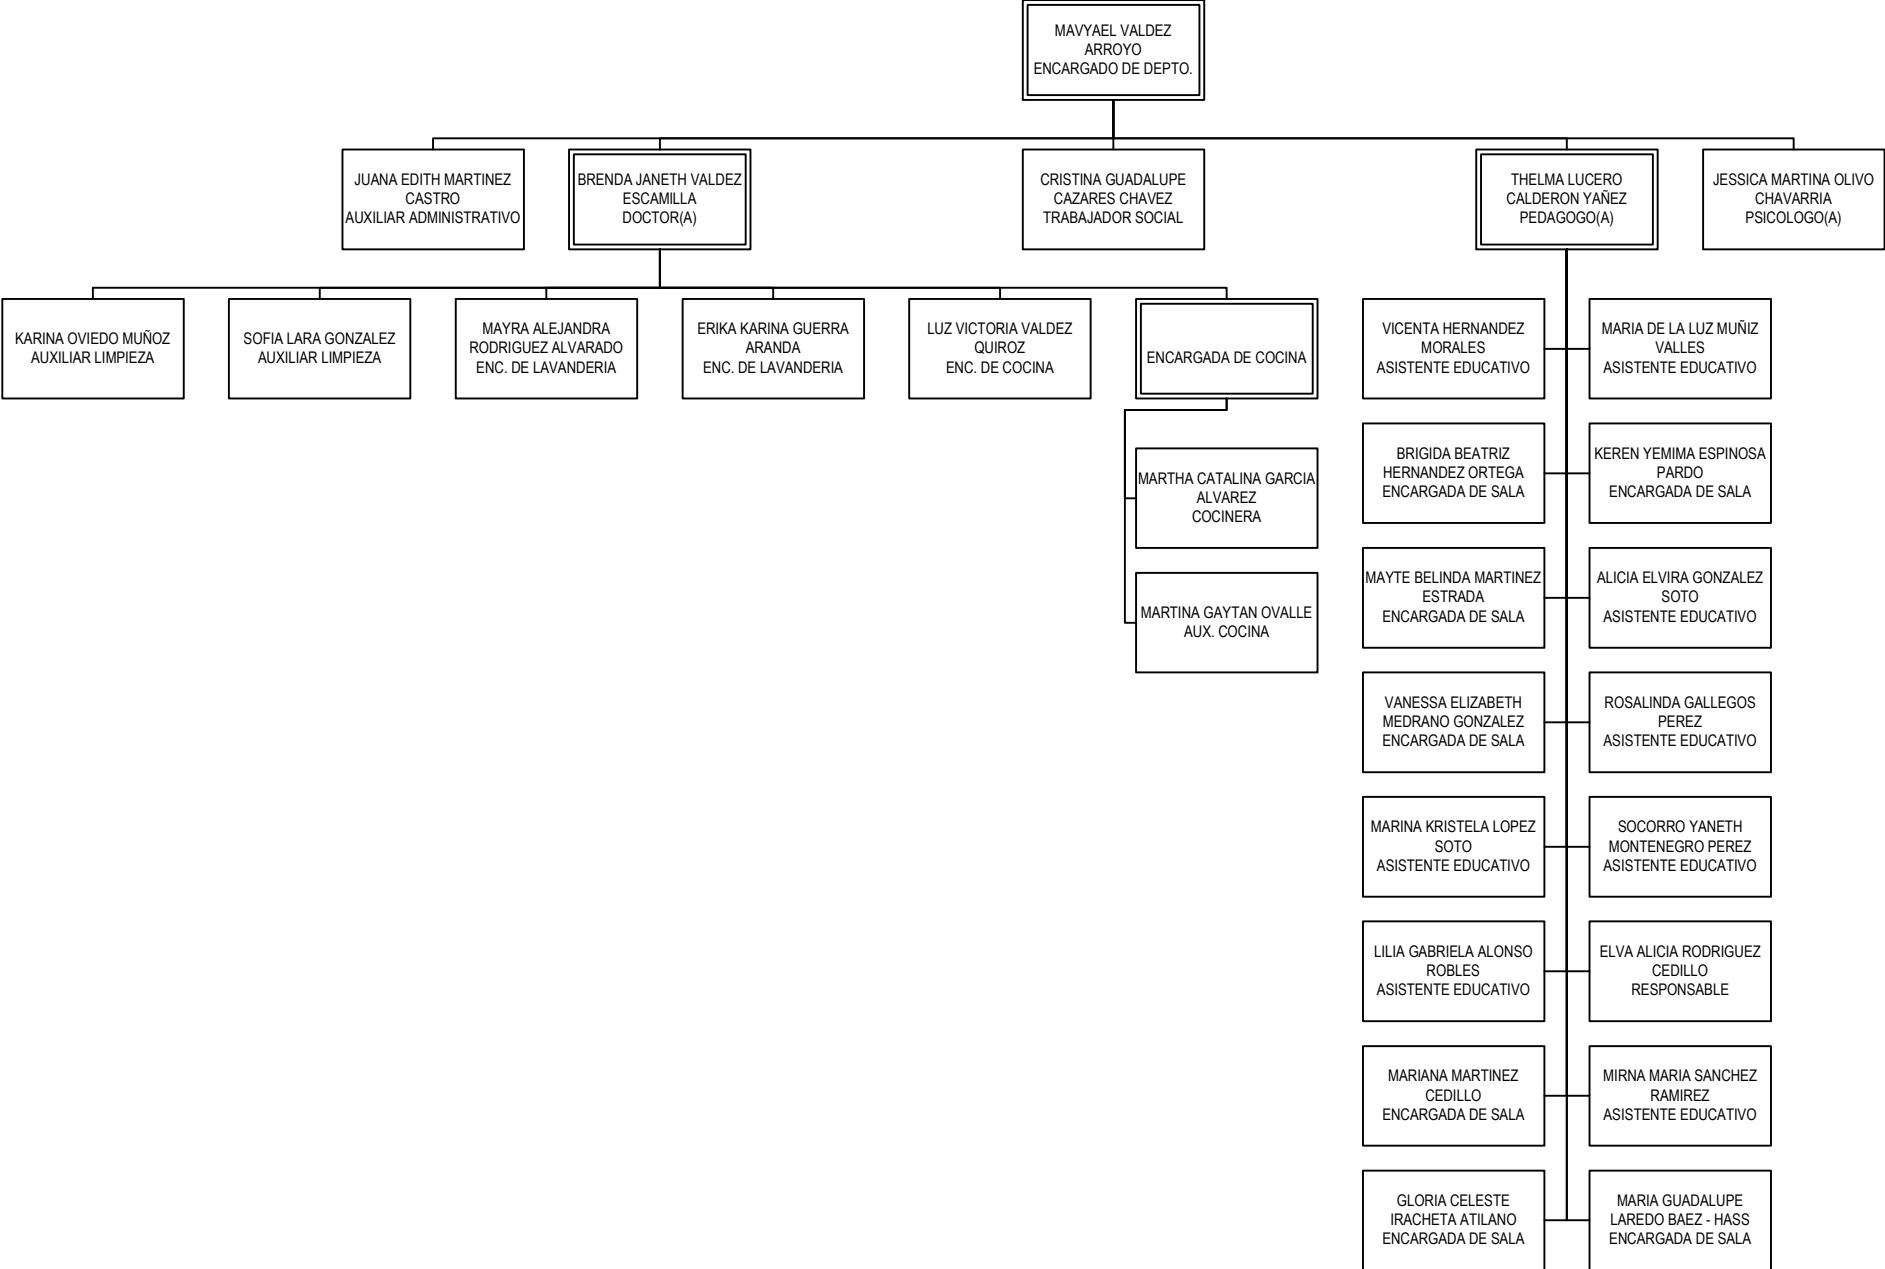 MAVYAEL VALDEZ
ARROYO
ENCARGADO DE DEPTO.
JUANA EDITH MARTINEZ
CASTRO
AUXILIAR ADMINISTRATIVO
BRENDA JANETH VALDEZ
ESCAMILLA
DOCTOR(A)
CRISTINA GUADALUPE
CAZARES CHAVEZ
TRABAJADOR SOCIAL
THELMA LUCERO
CALDERON YAÑEZ
PEDAGOGO(A)
JESSICA MARTINA OLIVO
CHAVARRIA
PSICOLOGO(A)
KARINA OVIEDO MUÑOZ
AUXILIAR LIMPIEZA
SOFIA LARA GONZALEZ
AUXILIAR LIMPIEZA
MAYRA ALEJANDRA
RODRIGUEZ ALVARADO
ENC. DE LAVANDERIA
ERIKA KARINA GUERRA
ARANDA
ENC. DE LAVANDERIA
LUZ VICTORIA VALDEZ
QUIROZ
ENC. DE COCINA
ENCARGADA DE COCINA
MARTHA CATALINA GARCIA
ALVAREZ
COCINERA
MARTINA GAYTAN OVALLE
AUX. COCINA
VICENTA HERNANDEZ
MORALES
ASISTENTE EDUCATIVO
MARIA DE LA LUZ MUÑIZ
VALLES
ASISTENTE EDUCATIVO
BRIGIDA BEATRIZ
HERNANDEZ ORTEGA
ENCARGADA DE SALA
KEREN YEMIMA ESPINOSA
PARDO
ENCARGADA DE SALA
MAYTE BELINDA MARTINEZ
ESTRADA
ENCARGADA DE SALA
ALICIA ELVIRA GONZALEZ
SOTO
ASISTENTE EDUCATIVO
VANESSA ELIZABETH
MEDRANO GONZALEZ
ENCARGADA DE SALA
ROSALINDA GALLEGOS
PEREZ
ASISTENTE EDUCATIVO
MARINA KRISTELA LOPEZ
SOTO
ASISTENTE EDUCATIVO
SOCORRO YANETH
MONTENEGRO PEREZ
ASISTENTE EDUCATIVO
LILIA GABRIELA ALONSO
ROBLES
ASISTENTE EDUCATIVO
ELVA ALICIA RODRIGUEZ
CEDILLO
RESPONSABLE
MARIANA MARTINEZ
CEDILLO
ENCARGADA DE SALA
MIRNA MARIA SANCHEZ
RAMIREZ
ASISTENTE EDUCATIVO
GLORIA CELESTE
IRACHETA ATILANO
ENCARGADA DE SALA
MARIA GUADALUPE
LAREDO BAEZ - HASS
ENCARGADA DE SALA